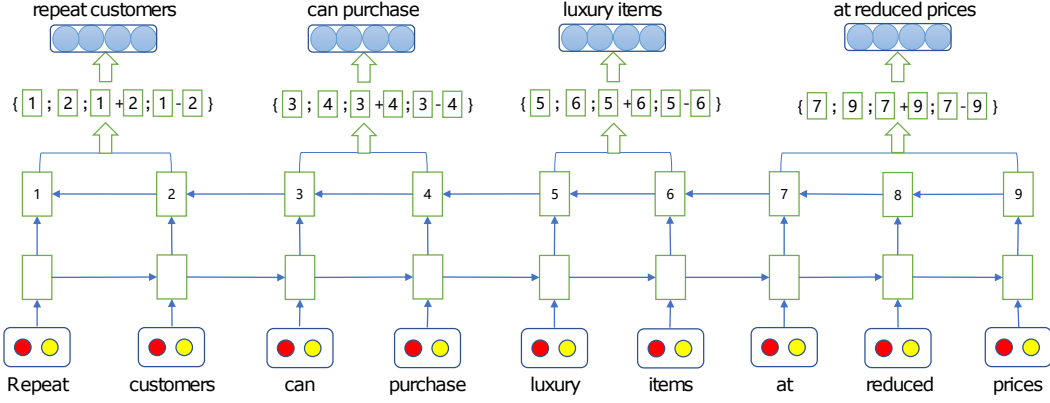 repeat customers can purchase luxury items at reduced prices
{ 1 ; 2 ; 1 + 2 ; 1 - 2 } { 3 ; 4 ; 3 + 4 ; 3 - 4 } { 5 ; 6 ; 5 + 6 ; 5 - 6 } { 7 ; 9 ; 7 + 9 ; 7 - 9 }
1 2 3 4 5 6 7 8 9
Repeat customers can purchase luxury items at reduced prices